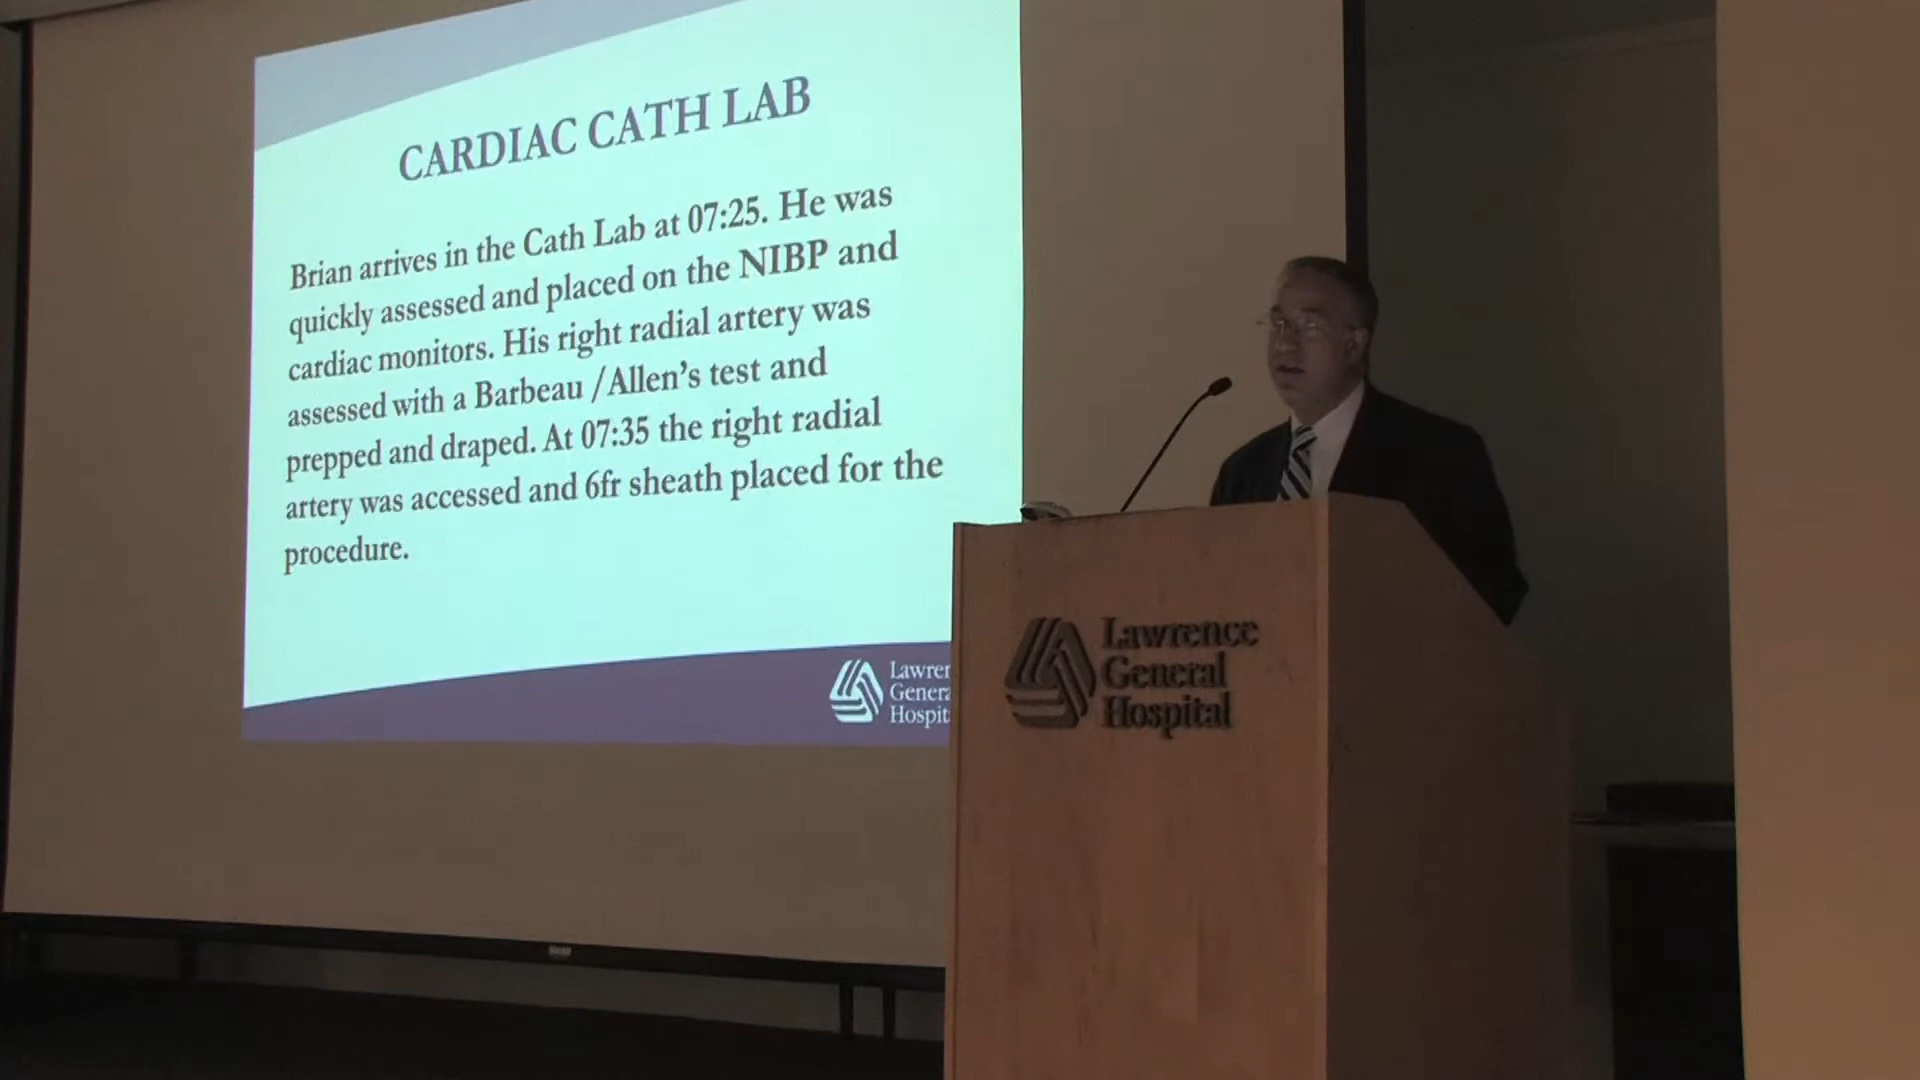 CARDIAC CATH LAB
Brian arrives in the Cath Lab at 07:25. He was
quickly assessed and placed on the NIBP and
cardiac monitors. His right radial artery was
assessed with a Barbeau /Allen's test and
prepped and draped. At 07:35 the right radial
artery was accessed and 6fr sheath placed for the
procedure.
Lawren
Genera
Hospit
Lawrence
General
Hospital